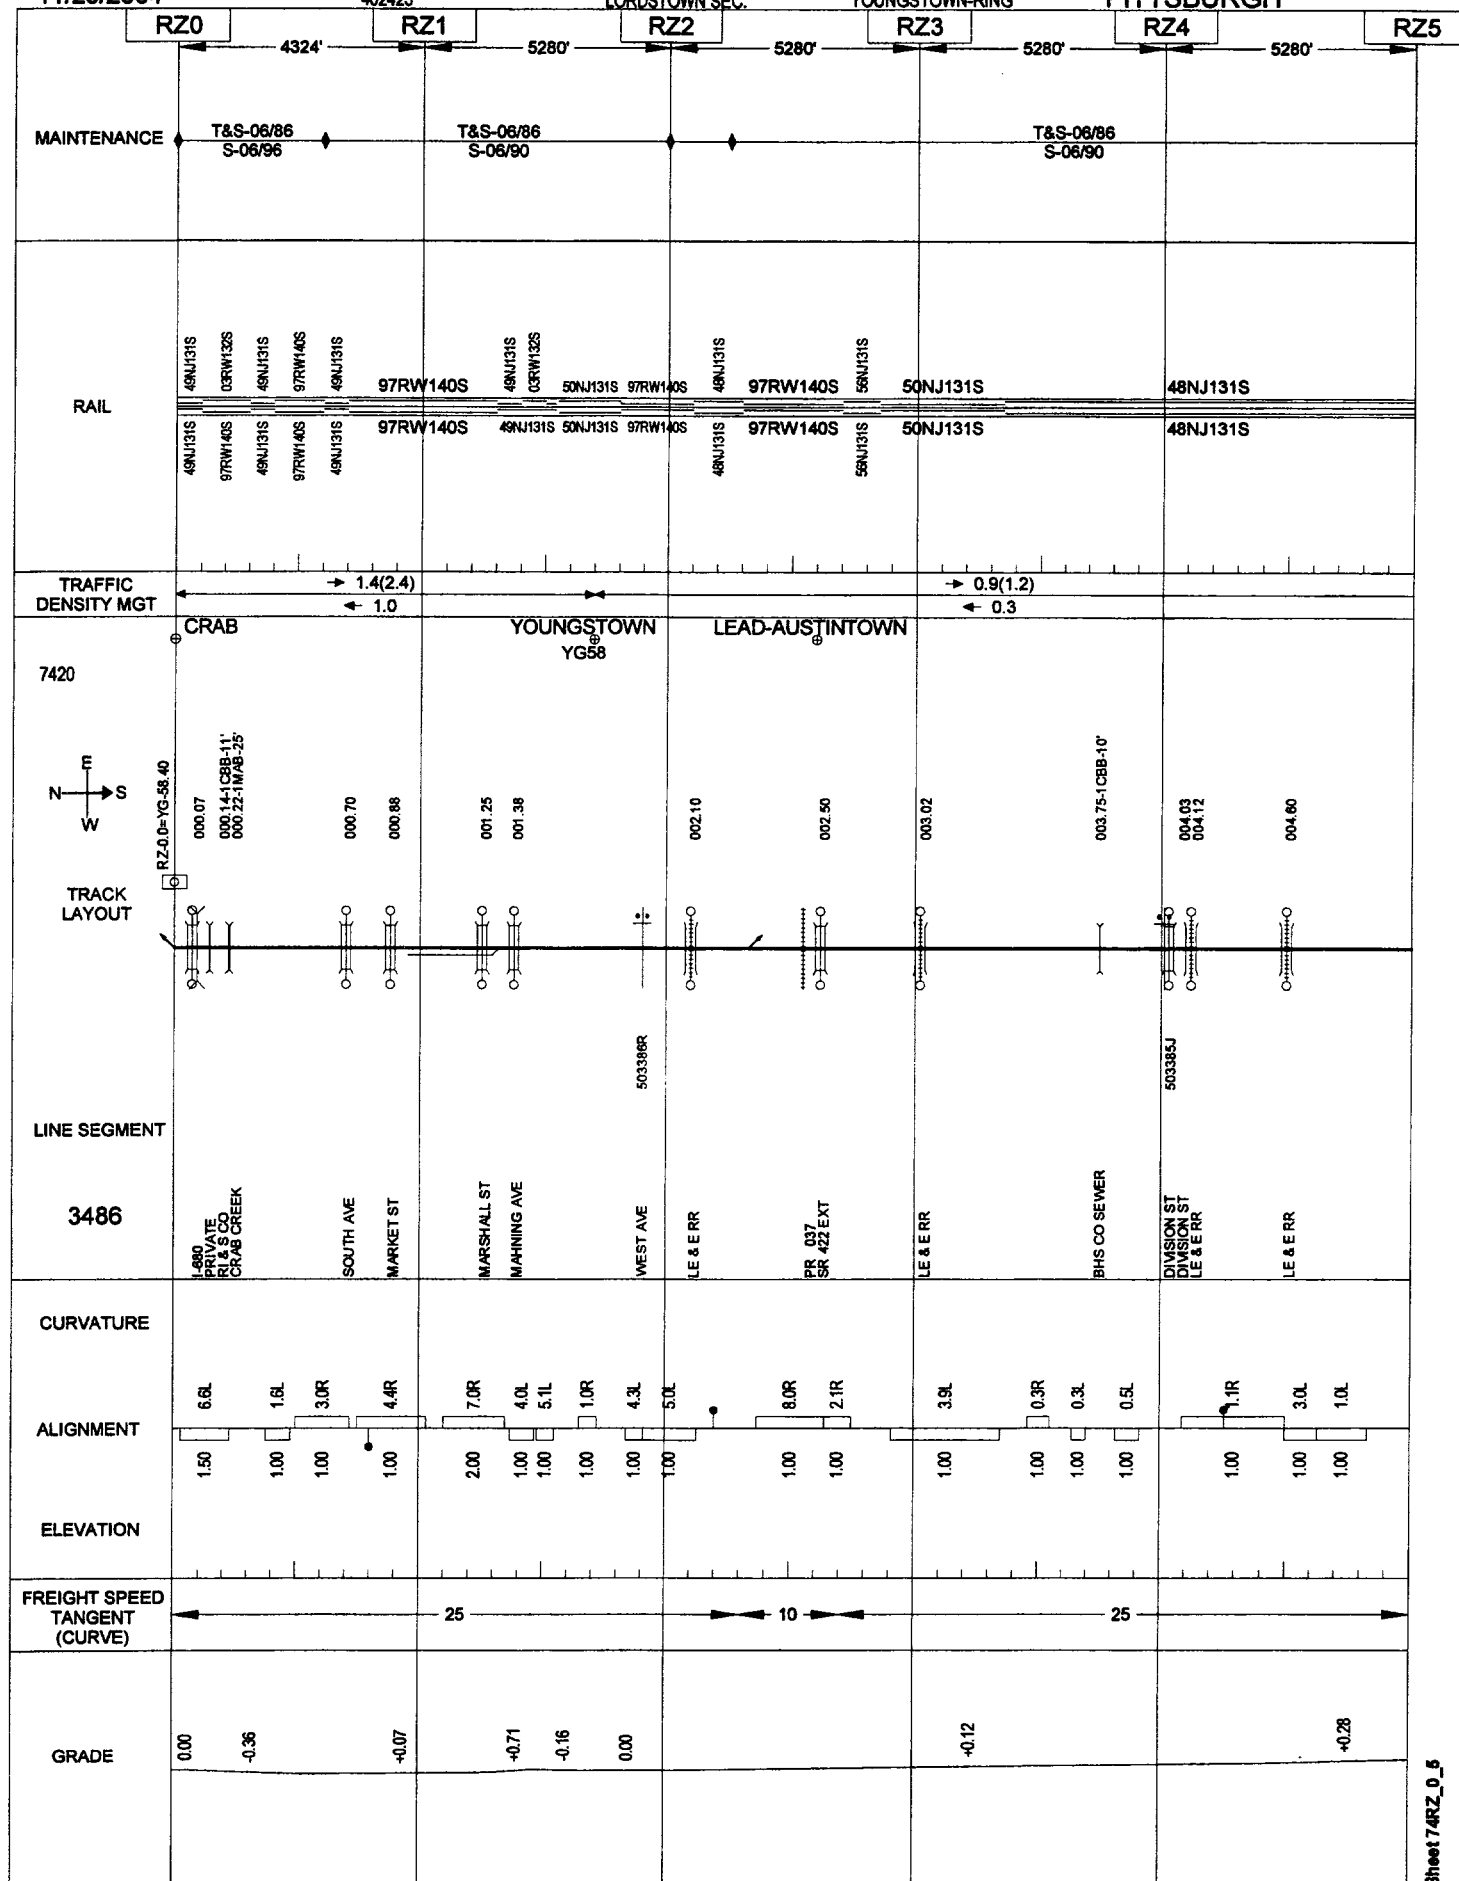 402425 LORDSTOWN SEC. YOUNGSTOWN-RING PITTSBURGH
RZ0 RZ1 RZ2 RZ3 RZ4 RZ5
4324' 5280' 5280' 5280' 5280'
MAINTENANCE
T&S-06/86 T&S-06/86 T&S-06/86
S-06/96 S-06/90 S-06/90
RAIL
49NJ131S 03RW132S 49NJ131S 97RW140S 49NJ131S 97RW140S 49NJ131S 03RW132S 50NJ131S 97RW140S 48NJ131S 97RW140S 56NJ131S 50NJ131S 48NJ131S
49NJ131S 97RW140S 49NJ131S 97RW140S 49NJ131S 97RW140S 49NJ131S 50NJ131S 97RW140S 48NJ131S 97RW140S 56NJ131S 50NJ131S 48NJ131S
TRAFFIC
DENSITY MGT
1.4(2.4) 0.9(1.2)
1.0 0.3
CRAB YOUNGSTOWN LEAD-AUSTINTOWN
YG58
7420
E
N S
W
RZ-0.0=YG-58.40
000.07
000.14-1CBB-11'
000.22-1MAB-25'
000.70
000.88
001.25
001.38
002.10
002.50
003.02
003.75-1CBB-10'
004.03
004.12
004.60
TRACK
LAYOUT
503386R
503385J
LINE SEGMENT
3486
I-680
PRIVATE
RI & S CO
CRAB CREEK
SOUTH AVE
MARKET ST
MARSHALL ST
MAHNING AVE
WEST AVE
LE & E RR
PR 037
SR 422 EXT
LE & E RR
BHS CO SEWER
DIVISION ST
DIVISION ST
LE & E RR
LE & E RR
CURVATURE
6.6L 1.6L 3.0R 4.4R 7.0R 4.0L 5.1L 1.0R 4.3L 5.0L 8.0R 2.1R 3.9L 0.3R 0.3L 0.5L 1.1R 3.0L 1.0L
ALIGNMENT
1.50 1.00 1.00 1.00 2.00 1.00 1.00 1.00 1.00 1.00 1.00 1.00 1.00 1.00 1.00 1.00 1.00 1.00 1.00
ELEVATION
FREIGHT SPEED
TANGENT
(CURVE)
25 10 25
GRADE
0.00 -0.36 +0.07 +0.71 -0.16 0.00 +0.12 +0.28
Sheet 74RZ_0_5